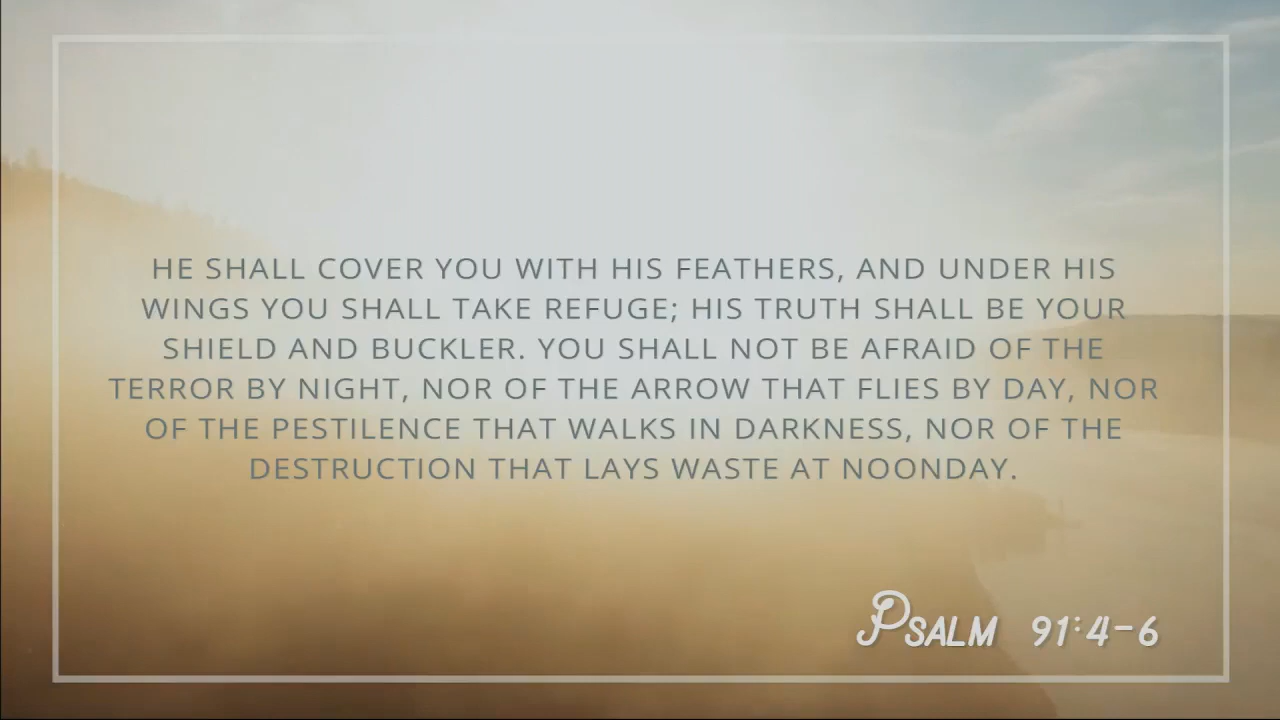 HE SHALL COVER YOU WITH HIS FEATHERS, AND UNDER HIS
WINGS YOU SHALL TAKE REFUGE; HIS TRUTH SHALL BE YOUR
SHIELD AND BUCKLER. YOU SHALL NOT BE AFRAID OF THE
TERROR BY NIGHT, NOR OF THE ARROW THAT FLIES BY DAY, NOR
OF THE PESTILENCE THAT WALKS IN DARKNESS, NOR OF THE
DESTRUCTION THAT LAYS WASTE AT NOONDAY.
PSALM 91:4-6